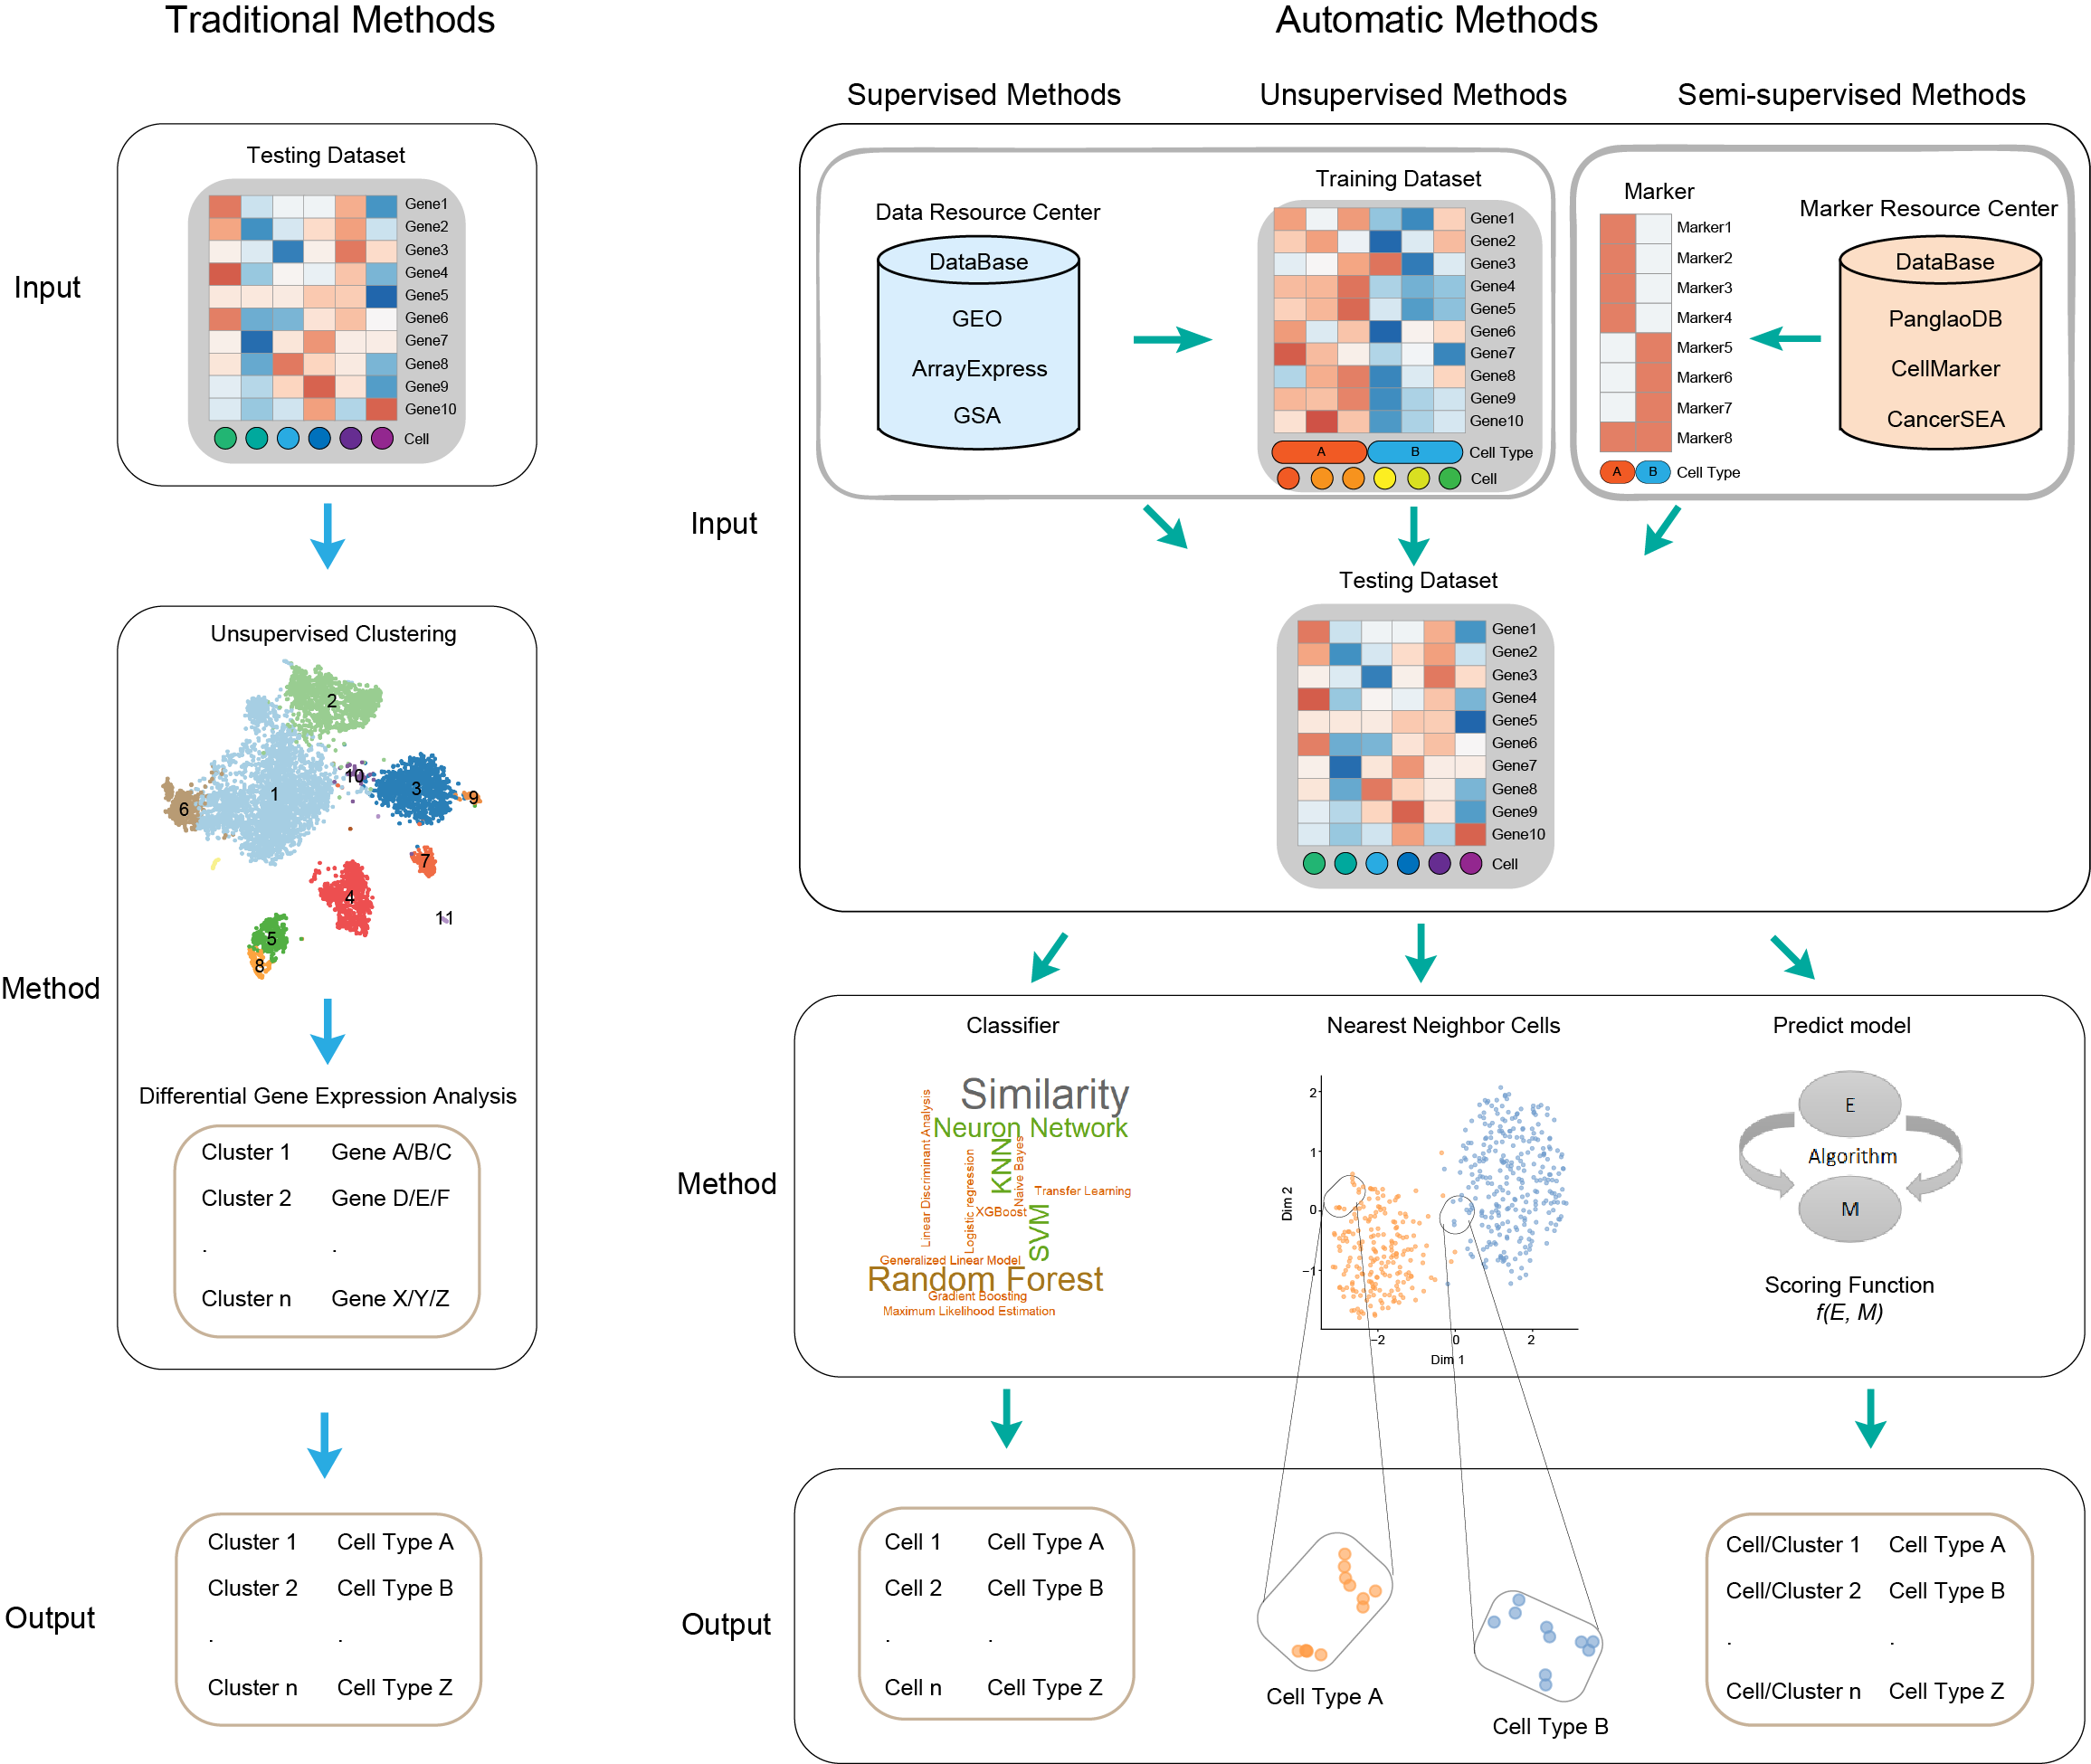 Traditional Methods
Automatic Methods
Supervised Methods
Unsupervised Methods
Semi-supervised Methods
Input
Testing Dataset
Gene1
Gene2
Gene3
Gene4
Gene5
Gene6
Gene7
Gene8
Gene9
Gene10
Cell
Method
Unsupervised Clustering
2
10
3
1
9
6
7
4
11
5
8
Differential Gene Expression Analysis
Cluster 1 Gene A/B/C
Cluster 2 Gene D/E/F
. .
Cluster n Gene X/Y/Z
Output
Cluster 1 Cell Type A
Cluster 2 Cell Type B
. .
Cluster n Cell Type Z
Input
Data Resource Center
DataBase
GEO
ArrayExpress
GSA
Training Dataset
Gene1
Gene2
Gene3
Gene4
Gene5
Gene6
Gene7
Gene8
Gene9
Gene10
A B Cell Type
Cell
Marker
Marker1
Marker2
Marker3
Marker4
Marker5
Marker6
Marker7
Marker8
A B Cell Type
Marker Resource Center
DataBase
PanglaoDB
CellMarker
CancerSEA
Testing Dataset
Gene1
Gene2
Gene3
Gene4
Gene5
Gene6
Gene7
Gene8
Gene9
Gene10
Cell
Method
Classifier
Similarity
Neuron Network
Linear Discriminant Analysis
Logistic regression
KNN
Naive Bayes
Transfer Learning
XGBoost
SVM
Generalized Linear Model
Random Forest
Gradient Boosting
Maximum Likelihood Estimation
Nearest Neighbor Cells
2
1
0
−1
Dim 2
−2 0 2
Dim 1
Predict model
E
Algorithm
M
Scoring Function
f(E, M)
Output
Cell 1 Cell Type A
Cell 2 Cell Type B
. .
Cell n Cell Type Z
Cell Type A
Cell Type B
Cell/Cluster 1 Cell Type A
Cell/Cluster 2 Cell Type B
. .
Cell/Cluster n Cell Type Z